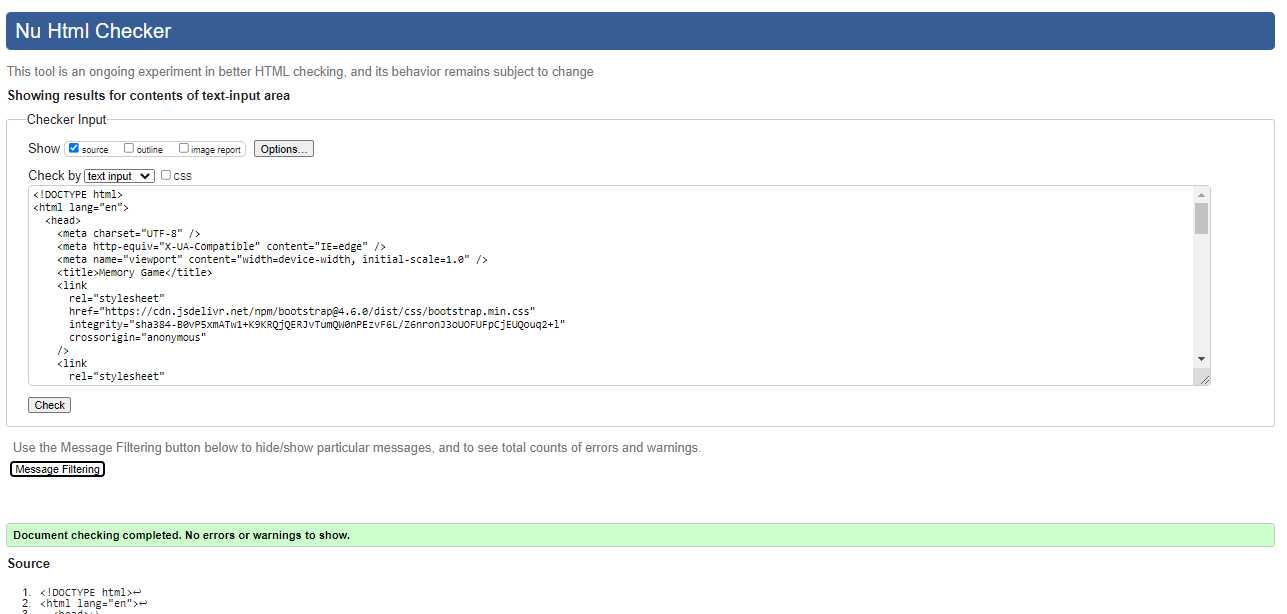 Nu Html Checker
This tool is an ongoing experiment in better HTML checking, and its behavior remains subject to change
Showing results for contents of text-input area
Checker Input
Show source outline image report Options...
Check by text input CSS
<!DOCTYPE html>
<html lang="en">
<head>
<meta charset="UTF-8" />
<meta http-equiv="X-UA-Compatible" content="IE=edge" />
<meta name="viewport" content="width=device-width, initial-scale=1.0" />
<title>Memory Game</title>
<link
rel="stylesheet"
href="https://cdn.jsdelivr.net/npm/bootstrap@4.6.0/dist/css/bootstrap.min.css"
integrity="sha384-B0vP5xmATw1+K9KRQjQERJvTumQW0nPEzvF6L/Z6nronJ3oUOFUFpCjEUQouq2+l"
crossorigin="anonymous"
/>
<link
rel="stylesheet"
Check
Use the Message Filtering button below to hide/show particular messages, and to see total counts of errors and warnings.
Message Filtering
Document checking completed. No errors or warnings to show.
Source
1. <!DOCTYPE html>↩
2. <html lang="en">↩
3. <head>↩